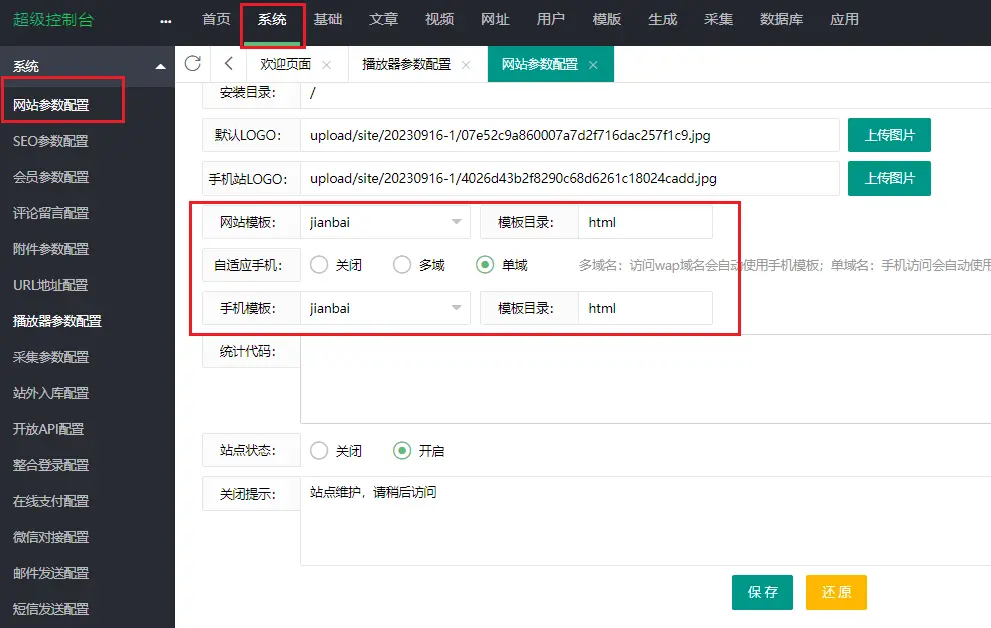 超级控制台 ... 首页 系统 基础 文章 视频 网址 用户 模版 生成 采集 数据库 应用
系统
欢迎页面 × 播放器参数配置 × 网站参数配置 ×
网站参数配置
SEO参数配置
会员参数配置
评论留言配置
附件参数配置
URL地址配置
播放器参数配置
采集参数配置
站外入库配置
开放API配置
整合登录配置
在线支付配置
微信对接配置
邮件发送配置
短信发送配置
安装目录: /
默认LOGO: upload/site/20230916-1/07e52c9a860007a7d2f716dac257f1c9.jpg 上传图片
手机站LOGO: upload/site/20230916-1/4026d43b2f8290c68d6261c18024cadd.jpg 上传图片
网站模板: jianbai 模板目录: html
自适应手机: 关闭 多域 单域 多域名：访问wap域名会自动使用手机模板；单域名：手机访问会自动使用
手机模板: jianbai 模板目录: html
统计代码:
站点状态: 关闭 开启
关闭提示: 站点维护，请稍后访问
保存 还原